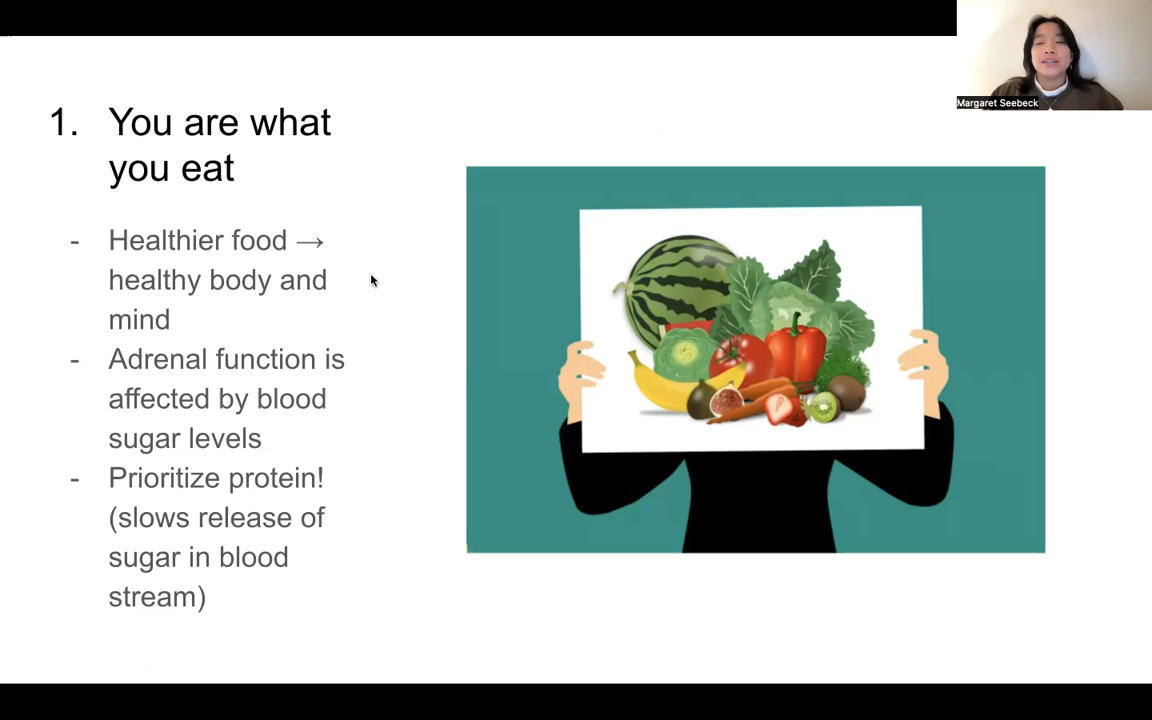 Margaret Seebeck
1. You are what
you eat
- Healthier food →
healthy body and
mind
- Adrenal function is
affected by blood
sugar levels
- Prioritize protein!
(slows release of
sugar in blood
stream)